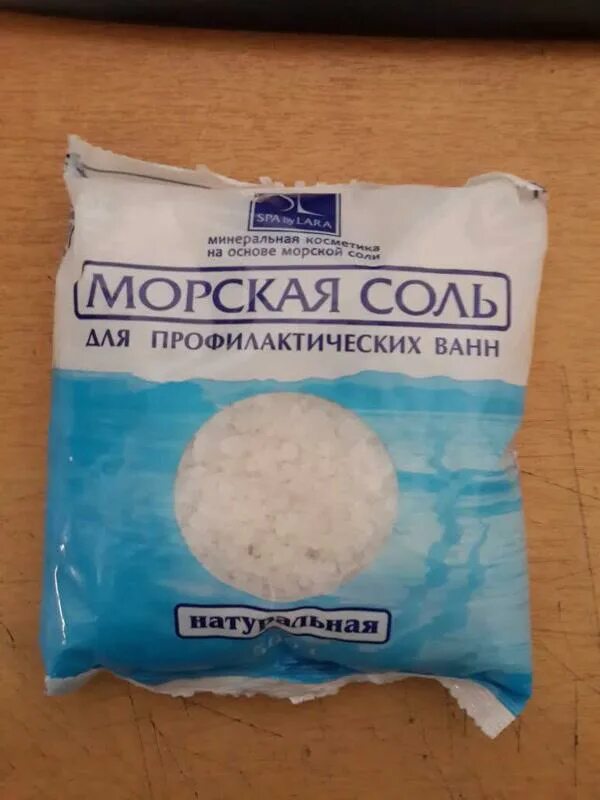 SPA by LARA
минеральная косметика
на основе морской соли
МОРСКАЯ СОЛЬ
ДЛЯ ПРОФИЛАКТИЧЕСКИХ ВАНН
натуральная